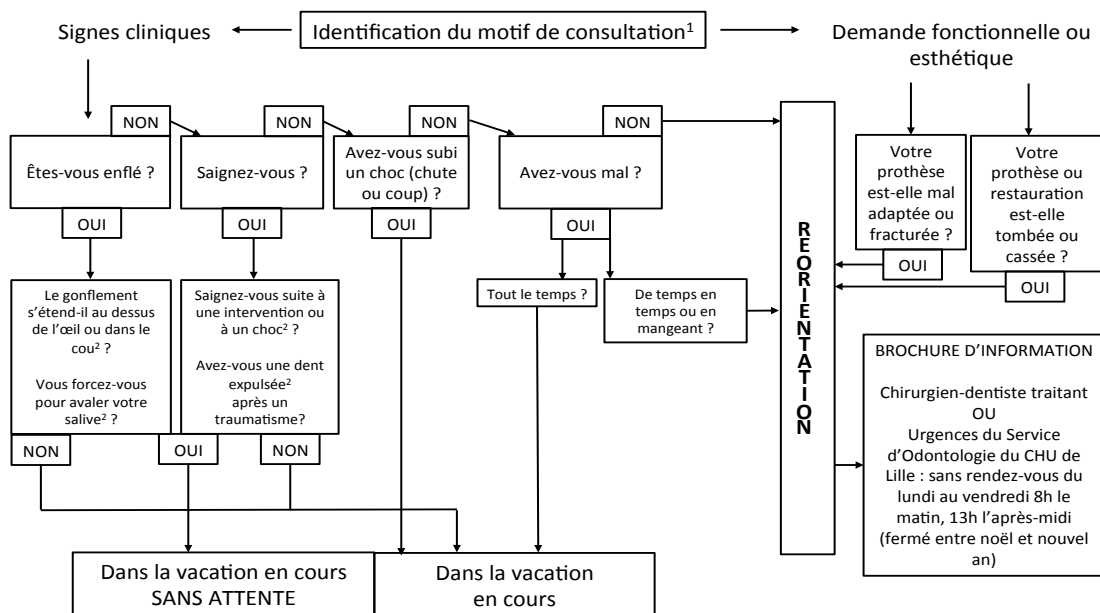 Signes cliniques
Identification du motif de consultation¹
Demande fonctionnelle ou
esthétique
NON
NON
NON
NON
Êtes-vous enflé ?
Saignez-vous ?
Avez-vous subi
un choc (chute
ou coup) ?
Avez-vous mal ?
Votre
prothèse
est-elle mal
adaptée ou
fracturée ?
Votre
prothèse ou
restauration
est-elle
tombée ou
cassée ?
OUI
OUI
OUI
OUI
OUI
OUI
REORIENTATION
Le gonflement
s’étend-il au dessus
de l’œil ou dans le
cou² ?
Vous forcez-vous
pour avaler votre
salive² ?
Saignez-vous suite à
une intervention ou
à un choc² ?
Avez-vous une dent
expulsée²
après un
traumatisme?
Tout le temps ?
De temps en
temps ou en
mangeant ?
NON
OUI
NON
BROCHURE D’INFORMATION
Chirurgien-dentiste traitant
OU
Urgences du Service
d’Odontologie du CHU de
Lille : sans rendez-vous du
lundi au vendredi 8h le
matin, 13h l’après-midi
(fermé entre noël et nouvel
an)
Dans la vacation en cours
SANS ATTENTE
Dans la vacation
en cours